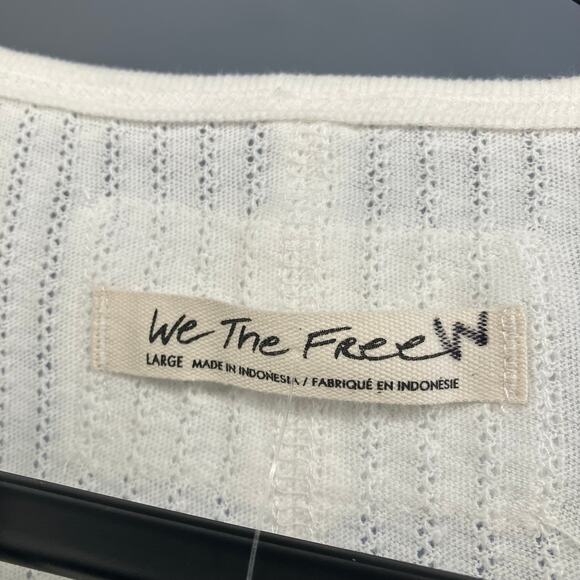 We The Free W
LARGE MADE IN INDONESIA / FABRIQUÉ EN INDONÉSIE